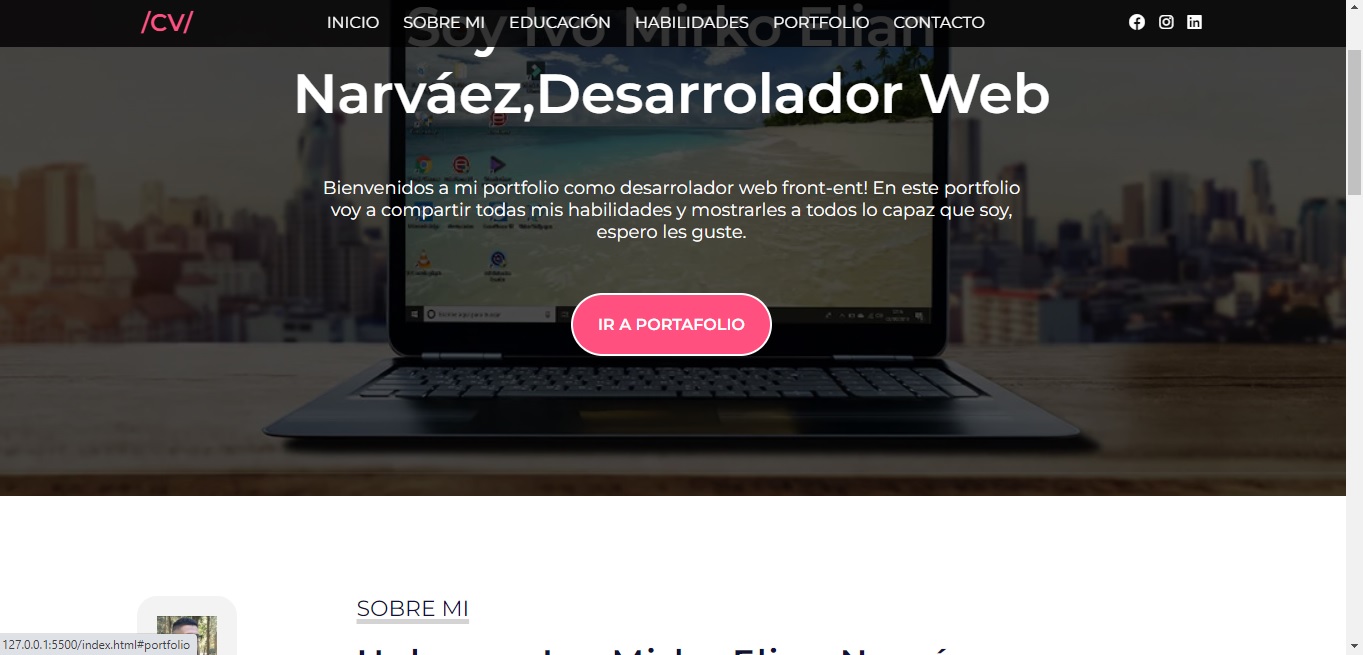 /CV/
INICIO SOBRE MI EDUCACIÓN HABILIDADES PORTFOLIO CONTACTO
Soy Ivo Mirko Elian
Narváez,Desarrolador Web
Bienvenidos a mi portfolio como desarrolador web front-ent! En este portfolio
voy a compartir todas mis habilidades y mostrarles a todos lo capaz que soy,
espero les guste.
IR A PORTAFOLIO
SOBRE MI
127.0.0.1:5500/index.html#portfolio